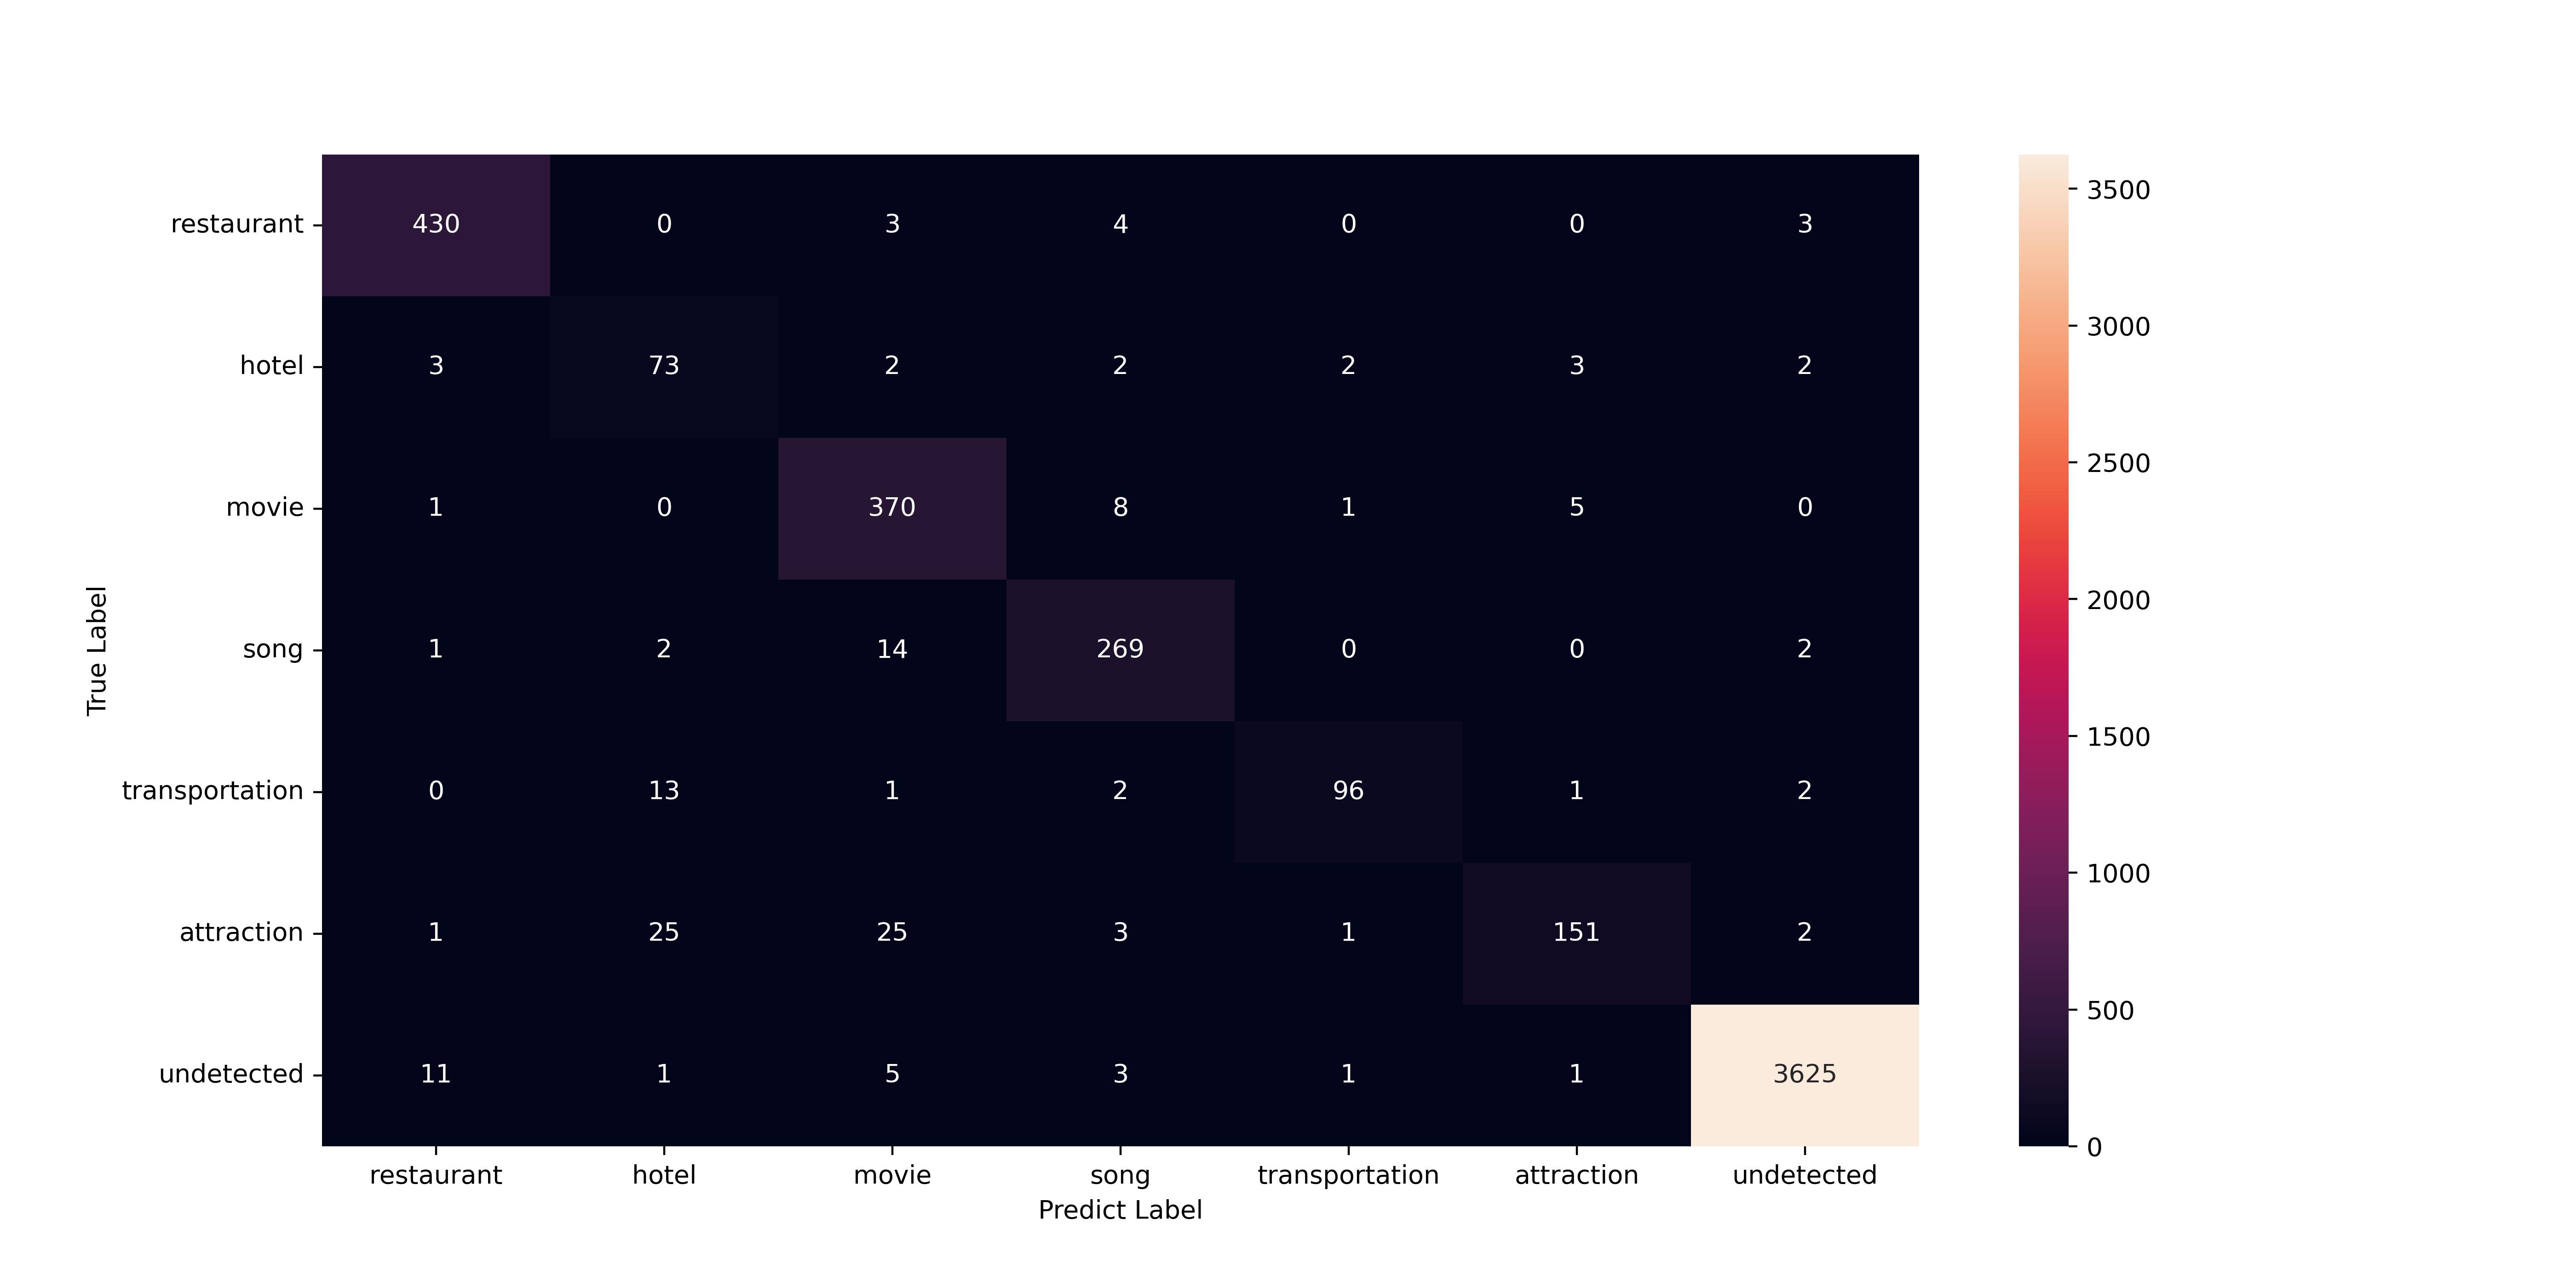 restaurant 430 0 3 4 0 0 3
hotel 3 73 2 2 2 3 2
movie 1 0 370 8 1 5 0
song 1 2 14 269 0 0 2
transportation 0 13 1 2 96 1 2
attraction 1 25 25 3 1 151 2
undetected 11 1 5 3 1 1 3625
restaurant hotel movie song transportation attraction undetected
Predict Label
True Label
3500
3000
2500
2000
1500
1000
500
0